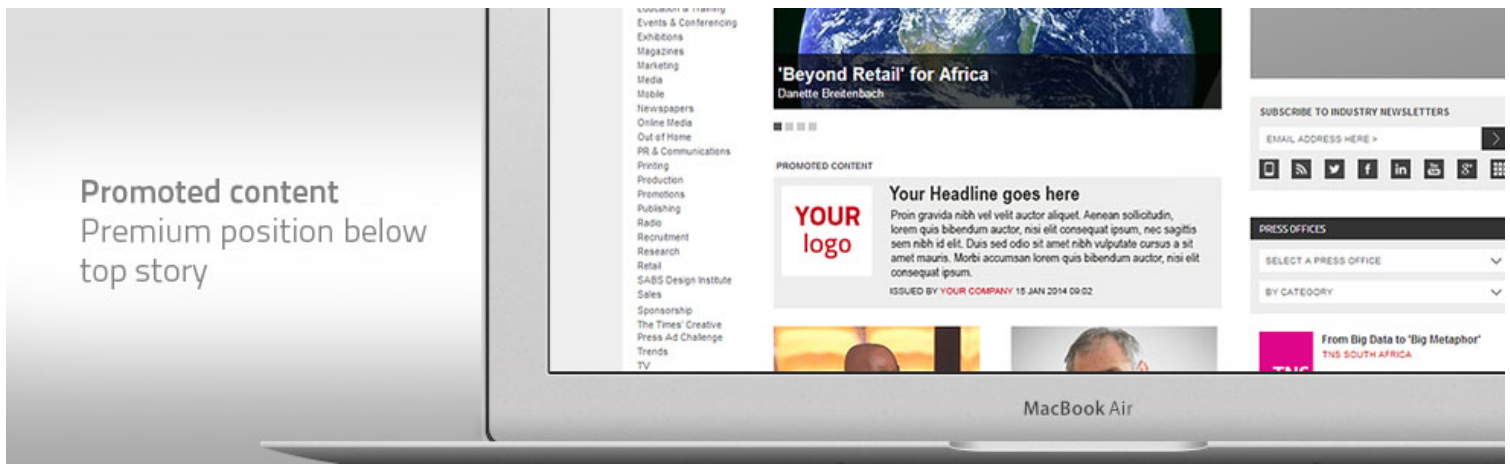 Promoted content
Premium position below
top story
Education & Training
Events & Conferencing
Exhibitions
Magazines
Marketing
Media
Mobile
Newspapers
Online Media
Out of Home
PR & Communications
Printing
Production
Promotions
Publishing
Radio
Recruitment
Research
Retail
SABS Design Institute
Sales
Sponsorship
The Times' Creative
Press Ad Challenge
Trends
TV
'Beyond Retail' for Africa
Danette Breitenbach
PROMOTED CONTENT
YOUR
logo
Your Headline goes here
Proin gravida nibh vel velit auctor aliquet. Aenean sollicitudin,
lorem quis bibendum auctor, nisi elit consequat ipsum, nec sagittis
sem nibh id elit. Duis sed odio sit amet nibh vulputate cursus a sit
amet mauris. Morbi accumsan lorem quis bibendum auctor, nisi elit
consequat ipsum.
ISSUED BY YOUR COMPANY 15 JAN 2014 09:02
SUBSCRIBE TO INDUSTRY NEWSLETTERS
EMAIL ADDRESS HERE >
f
in
You
8+
PRESS OFFICES
SELECT A PRESS OFFICE
BY CATEGORY
From Big Data to 'Big Metaphor'
TNS SOUTH AFRICA
TNS
MacBook Air